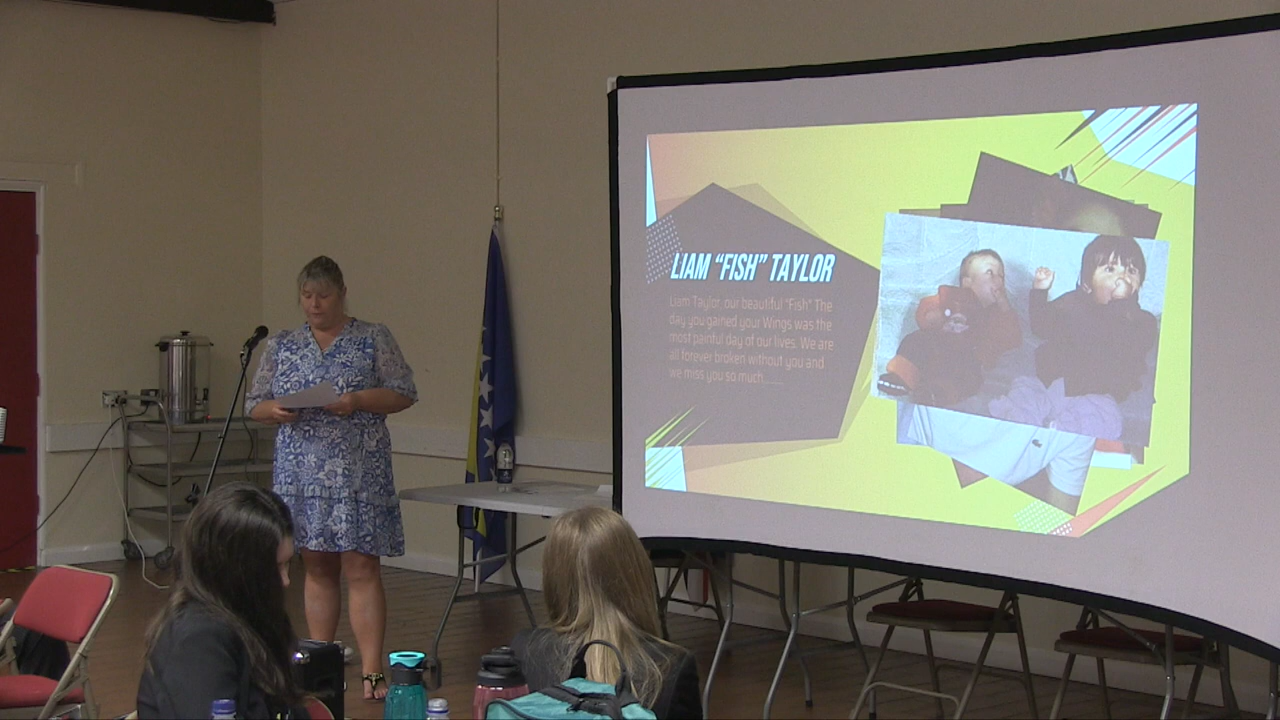 LIAM "FISH" TAYLOR
Liam Taylor, our beautiful "Fish" The
day you gained your Wings was the
most painful day of our lives. We are
all forever broken without you and
we miss you so much.......